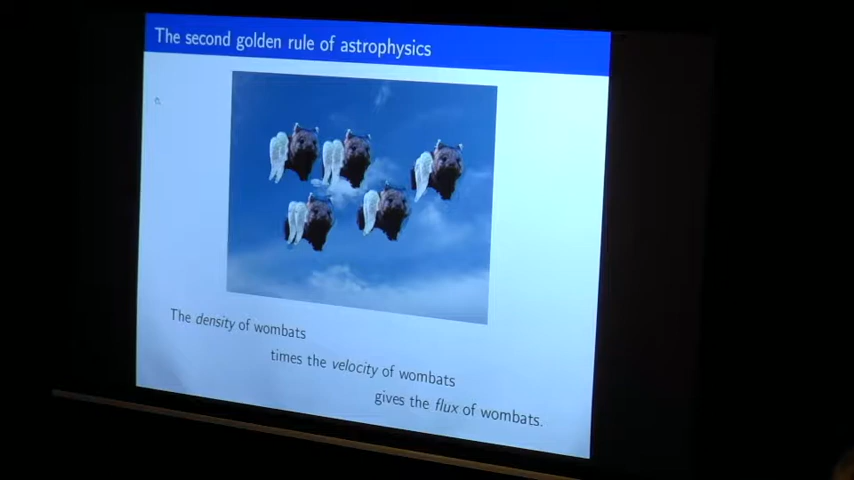 The second golden rule of astrophysics
The density of wombats
times the velocity of wombats
gives the flux of wombats.